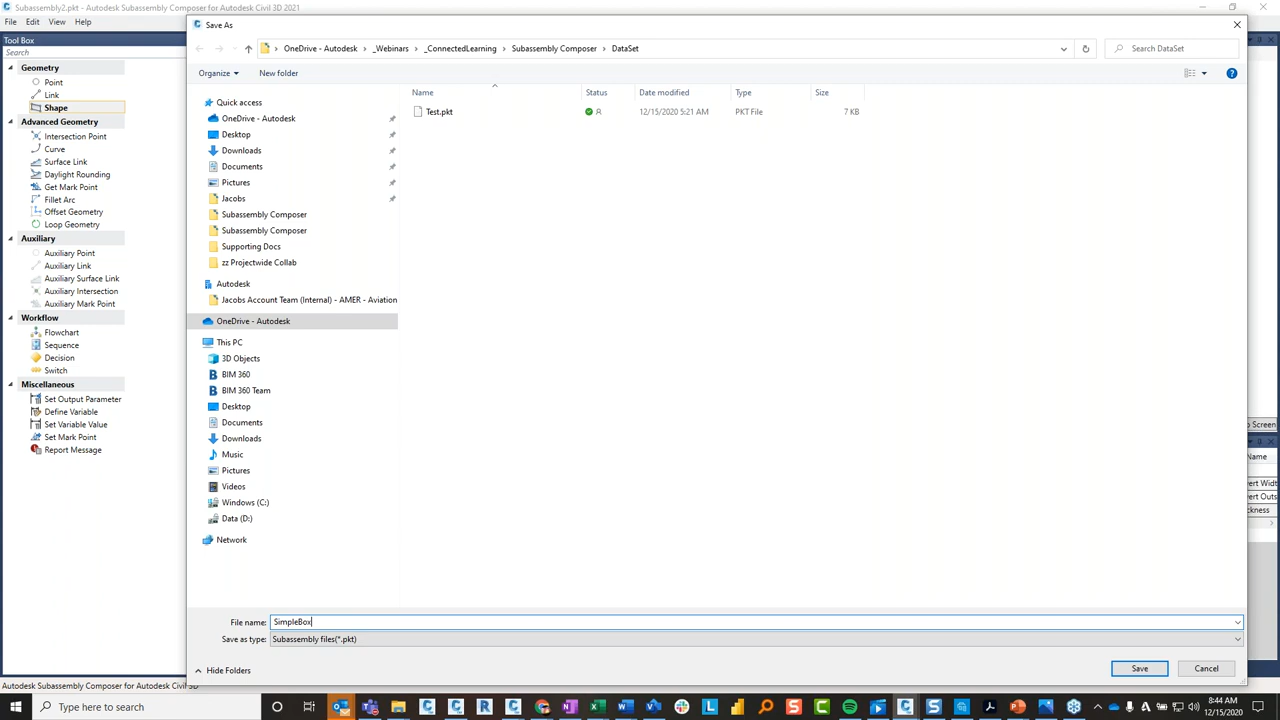 Subassembly2.pkt - Autodesk Subassembly Composer for Autodesk Civil 3D 2021
File Edit View Help
Tool Box
Search
Geometry
Point
Link
Shape
Advanced Geometry
Intersection Point
Curve
Surface Link
Daylight Rounding
Get Mark Point
Fillet Arc
Offset Geometry
Loop Geometry
Auxiliary
Auxiliary Point
Auxiliary Link
Auxiliary Surface Link
Auxiliary Intersection
Auxiliary Mark Point
Workflow
Flowchart
Sequence
Decision
Switch
Miscellaneous
Set Output Parameter
Define Variable
Set Variable Value
Set Mark Point
Report Message
Save As
OneDrive - Autodesk › _Webinars › _ConnectedLearning › Subassembly Composer › DataSet
Search DataSet
Organize New folder
Quick access
OneDrive - Autodesk
Desktop
Downloads
Documents
Pictures
Jacobs
Subassembly Composer
Subassembly Composer
Supporting Docs
zz Projectwide Collab
Autodesk
Jacobs Account Team (Internal) - AMER - Aviation
OneDrive - Autodesk
This PC
3D Objects
BIM 360
BIM 360 Team
Desktop
Documents
Downloads
Music
Pictures
Videos
Windows (C:)
Data (D:)
Network
Name Status Date modified Type Size
Test.pkt 12/15/2020 5:21 AM PKT File 7 KB
File name: SimpleBox
Save as type: Subassembly files(*.pkt)
Hide Folders
Save Cancel
o Screen
Name
ert Widt
ert Outs
ckness
Autodesk Subassembly Composer for Autodesk Civil 3D
Type here to search
8:44 AM
12/15/2020